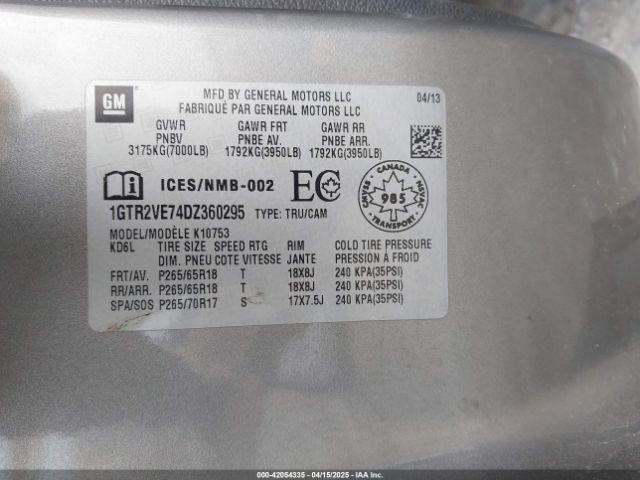 GM
MFD BY GENERAL MOTORS LLC
FABRIQUÉ PAR GENERAL MOTORS LLC
04/13
GVWR GAWR FRT GAWR RR
PNBV PNBE AV. PNBE ARR.
3175KG(7000LB) 1792KG(3950LB) 1792KG(3950LB)
ICES/NMB-002 EC
CANADA
985
TRANSPORT
1GTR2VE74DZ360295 TYPE: TRU/CAM
MODEL/MODÈLE K10753
KD6L TIRE SIZE SPEED RTG RIM COLD TIRE PRESSURE
DIM. PNEU COTE VITESSE JANTE PRESSION À FROID
FRT/AV. P265/65R18 T 18X8J 240 KPA(35PSI)
RR/ARR. P265/65R18 T 18X8J 240 KPA(35PSI)
SPA/SOS P265/70R17 S 17X7.5J 240 KPA(35PSI)
000-42054335 04/15/2025 IAA Inc.